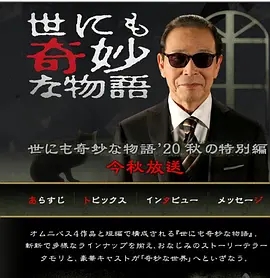 世にも
奇妙
な物語
世にも奇妙な物語'20 秋の特別編
今秋放送
あらすじ
トピックス
インタビュー
メッセージ
オムニバス4作品と短編で構成される『世にも奇妙な物語』。
斬新で多様なラインナップを揃え、おなじみのストーリーテラー
タモリと、豪華キャストが「奇妙な世界」へといざなう。